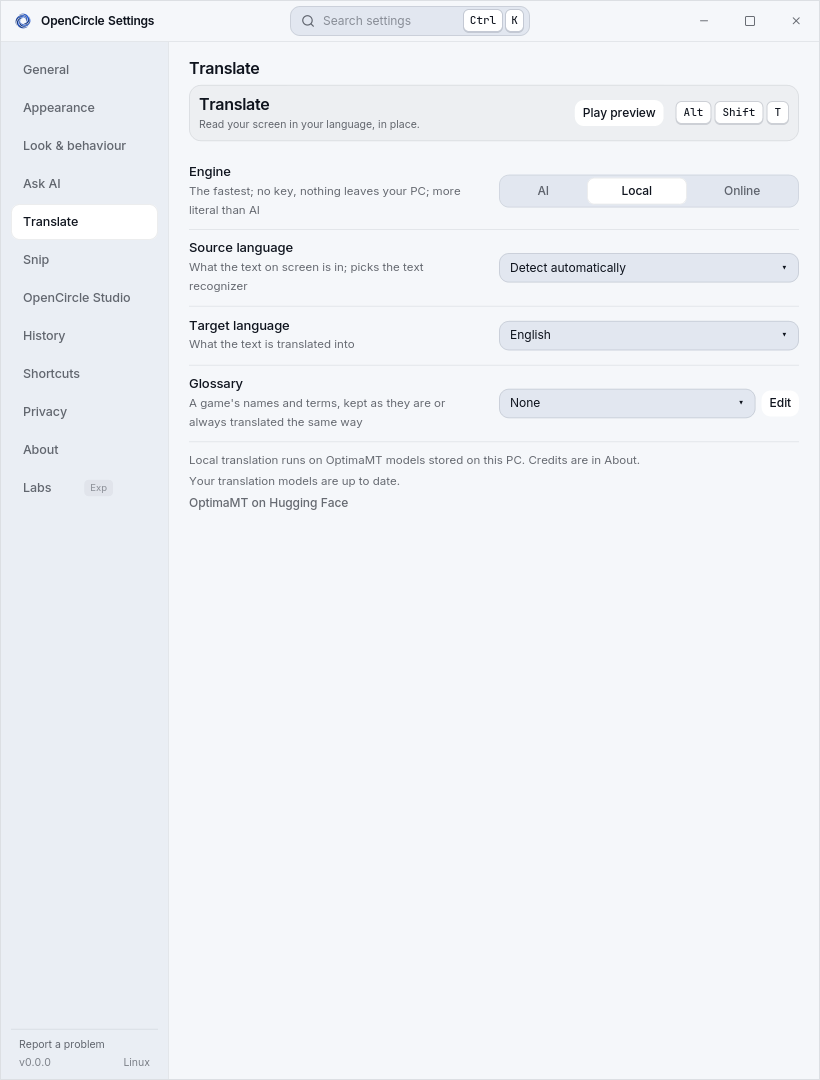 OpenCircle Settings
Search settings
Ctrl K
General
Appearance
Look & behaviour
Ask AI
Translate
Snip
OpenCircle Studio
History
Shortcuts
Privacy
About
Labs Exp
Report a problem
v0.0.0 Linux
Translate
Translate
Read your screen in your language, in place.
Play preview
Alt Shift T
Engine
The fastest; no key, nothing leaves your PC; more
literal than AI
AI Local Online
Source language
What the text on screen is in; picks the text
recognizer
Detect automatically
Target language
What the text is translated into
English
Glossary
A game's names and terms, kept as they are or
always translated the same way
None
Edit
Local translation runs on OptimaMT models stored on this PC. Credits are in About.
Your translation models are up to date.
OptimaMT on Hugging Face